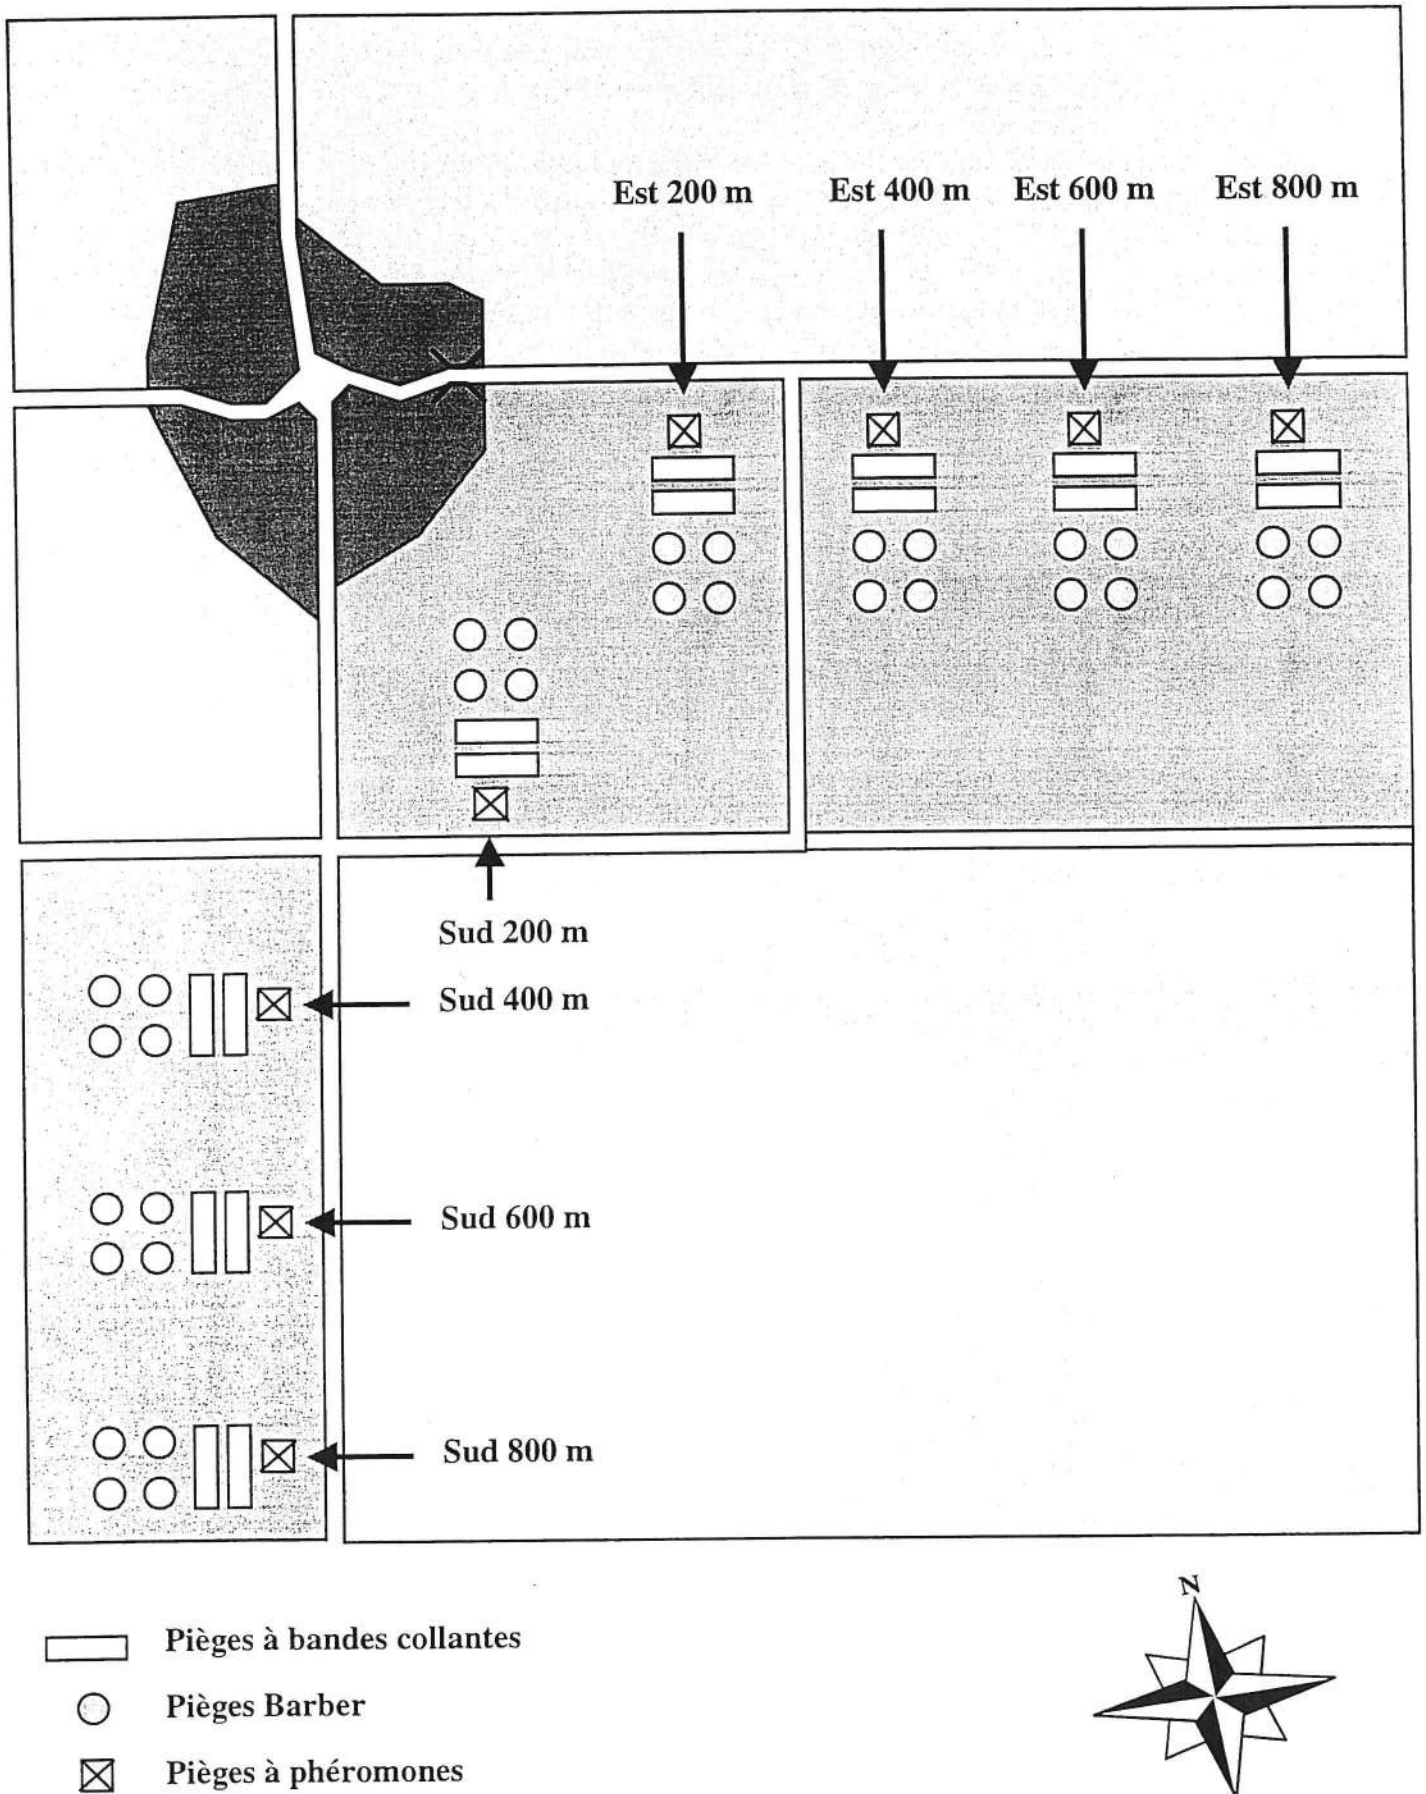 Est 200 m
Est 400 m
Est 600 m
Est 800 m
Sud 200 m
Sud 400 m
Sud 600 m
Sud 800 m
N
Pièges à bandes collantes
Pièges Barber
Pièges à phéromones